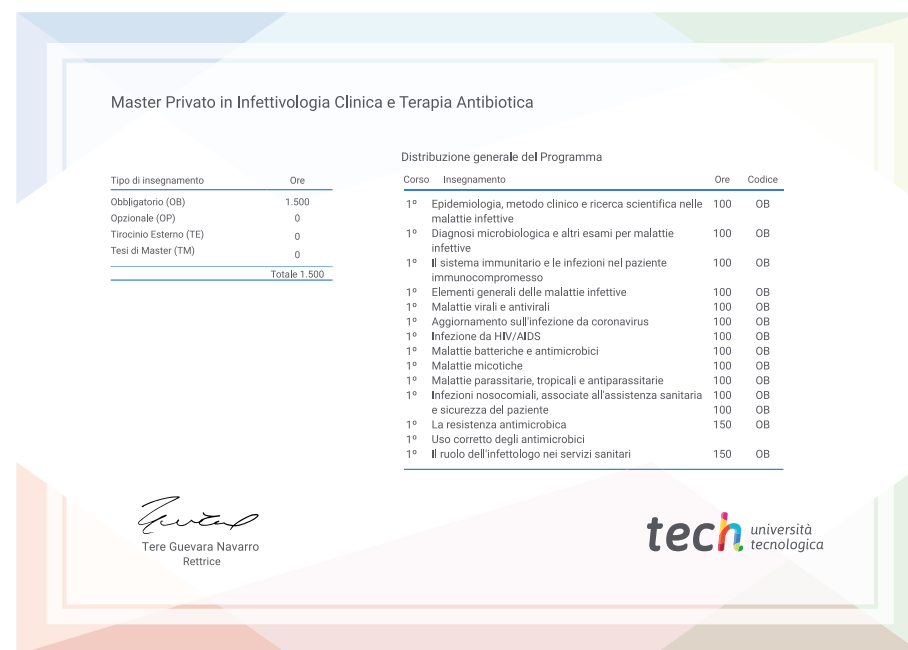 Master Privato in Infettivologia Clinica e Terapia Antibiotica
Tipo di insegnamento Ore
Obbligatorio (OB) 1.500
Opzionale (OP) 0
Tirocinio Esterno (TE) 0
Tesi di Master (TM) 0
Totale 1.500
Distribuzione generale del Programma
Corso Insegnamento Ore Codice
1º Epidemiologia, metodo clinico e ricerca scientifica nelle 100 OB
malattie infettive
1º Diagnosi microbiologica e altri esami per malattie 100 OB
infettive
1º Il sistema immunitario e le infezioni nel paziente 100 OB
immunocompromesso
1º Elementi generali delle malattie infettive 100 OB
1º Malattie virali e antivirali 100 OB
1º Aggiornamento sull'infezione da coronavirus 100 OB
1º Infezione da HIV/AIDS 100 OB
1º Malattie batteriche e antimicrobici 100 OB
1º Malattie micotiche 100 OB
1º Malattie parassitarie, tropicali e antiparassitarie 100 OB
1º Infezioni nosocomiali, associate all'assistenza sanitaria 100 OB
e sicurezza del paziente 100 OB
1º La resistenza antimicrobica 150 OB
1º Uso corretto degli antimicrobici
1º Il ruolo dell'infettologo nei servizi sanitari 150 OB
Tere Guevara Navarro
Rettrice
tech università
tecnologica